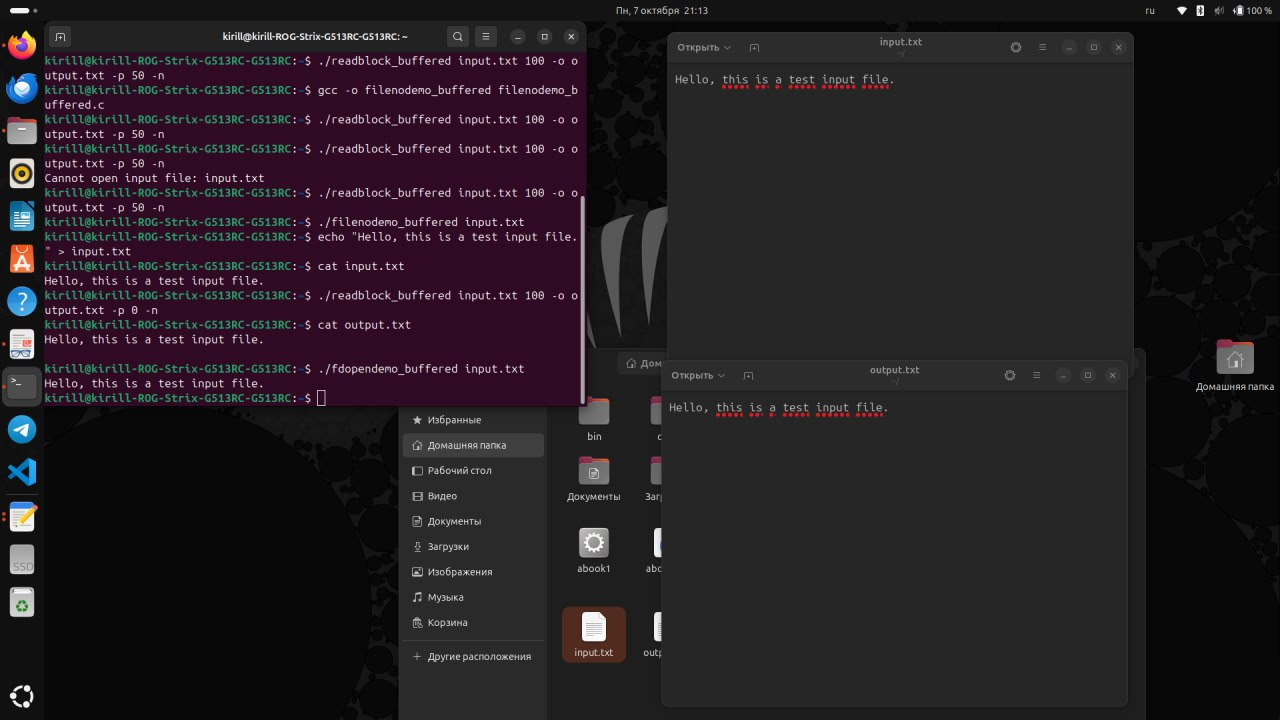 Пн, 7 октября 21:13
ru
100 %
kirill@kirill-ROG-Strix-G513RC-G513RC: ~
kirill@kirill-ROG-Strix-G513RC-G513RC:~$ ./readblock_buffered input.txt 100 -o o
utput.txt -p 50 -n
kirill@kirill-ROG-Strix-G513RC-G513RC:~$ gcc -o filenodemo_buffered filenodemo_b
uffered.c
kirill@kirill-ROG-Strix-G513RC-G513RC:~$ ./readblock_buffered input.txt 100 -o o
utput.txt -p 50 -n
kirill@kirill-ROG-Strix-G513RC-G513RC:~$ ./readblock_buffered input.txt 100 -o o
utput.txt -p 50 -n
Cannot open input file: input.txt
kirill@kirill-ROG-Strix-G513RC-G513RC:~$ ./readblock_buffered input.txt 100 -o o
utput.txt -p 50 -n
kirill@kirill-ROG-Strix-G513RC-G513RC:~$ ./filenodemo_buffered input.txt
kirill@kirill-ROG-Strix-G513RC-G513RC:~$ echo "Hello, this is a test input file.
" > input.txt
kirill@kirill-ROG-Strix-G513RC-G513RC:~$ cat input.txt
Hello, this is a test input file.
kirill@kirill-ROG-Strix-G513RC-G513RC:~$ ./readblock_buffered input.txt 100 -o o
utput.txt -p 0 -n
kirill@kirill-ROG-Strix-G513RC-G513RC:~$ cat output.txt
Hello, this is a test input file.
kirill@kirill-ROG-Strix-G513RC-G513RC:~$ ./fdopendemo_buffered input.txt
Hello, this is a test input file.
kirill@kirill-ROG-Strix-G513RC-G513RC:~$
Открыть
input.txt
~/
Hello, this is a test input file.
Открыть
output.txt
~/
Hello, this is a test input file.
Избранные
Домашняя папка
Рабочий стол
Видео
Документы
Загрузки
Изображения
Музыка
Корзина
Другие расположения
bin
Документы
abook1
input.txt
Домашняя папка
SSD